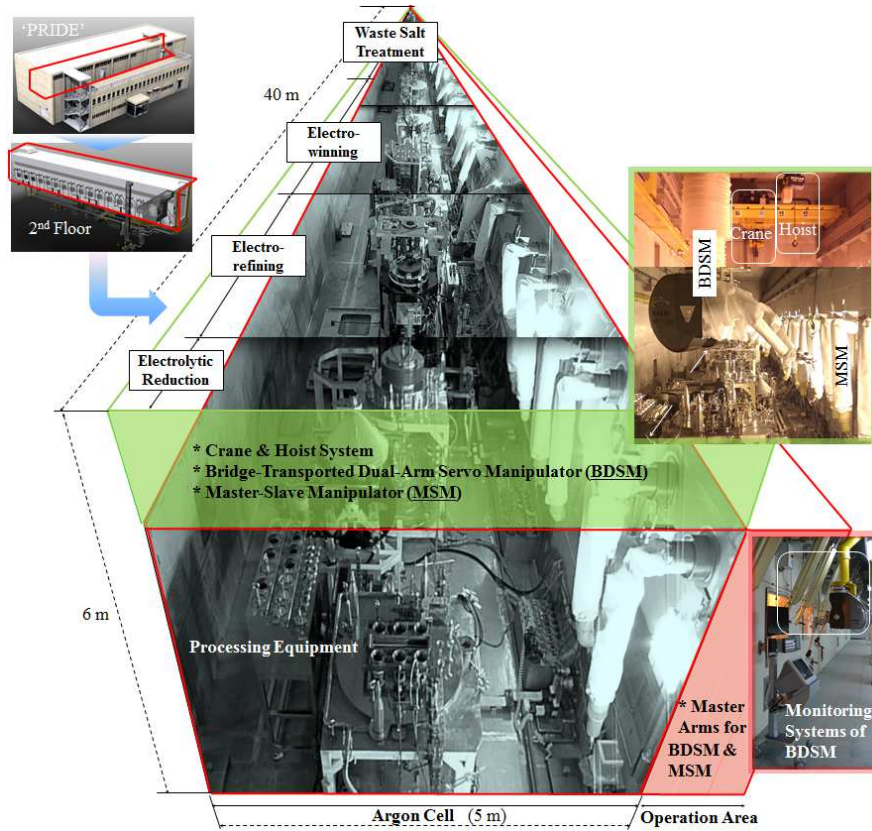 'PRIDE'
2nd Floor
40 m
Waste Salt
Treatment
Electro-
winning
Electro-
refining
Electrolytic
Reduction
Crane
Hoist
BDSM
MSM
* Crane & Hoist System
* Bridge-Transported Dual-Arm Servo Manipulator (BDSM)
* Master-Slave Manipulator (MSM)
6 m
Processing Equipment
* Master
Arms for
BDSM &
MSM
Monitoring
Systems of
BDSM
Argon Cell (5 m)
Operation Area